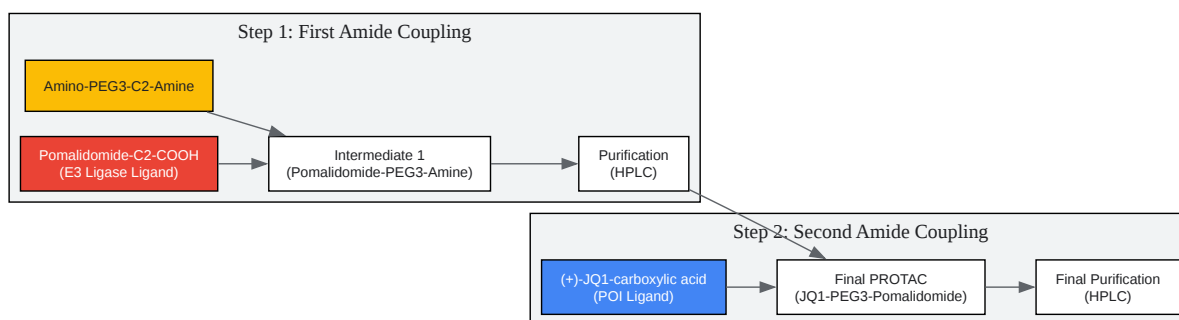 Step 1: First Amide Coupling
Amino-PEG3-C2-Amine
Pomalidomide-C2-COOH
(E3 Ligase Ligand)
Intermediate 1
(Pomalidomide-PEG3-Amine)
Purification
(HPLC)
Step 2: Second Amide Coupling
(+)-JQ1-carboxylic acid
(POI Ligand)
Final PROTAC
(JQ1-PEG3-Pomalidomide)
Final Purification
(HPLC)